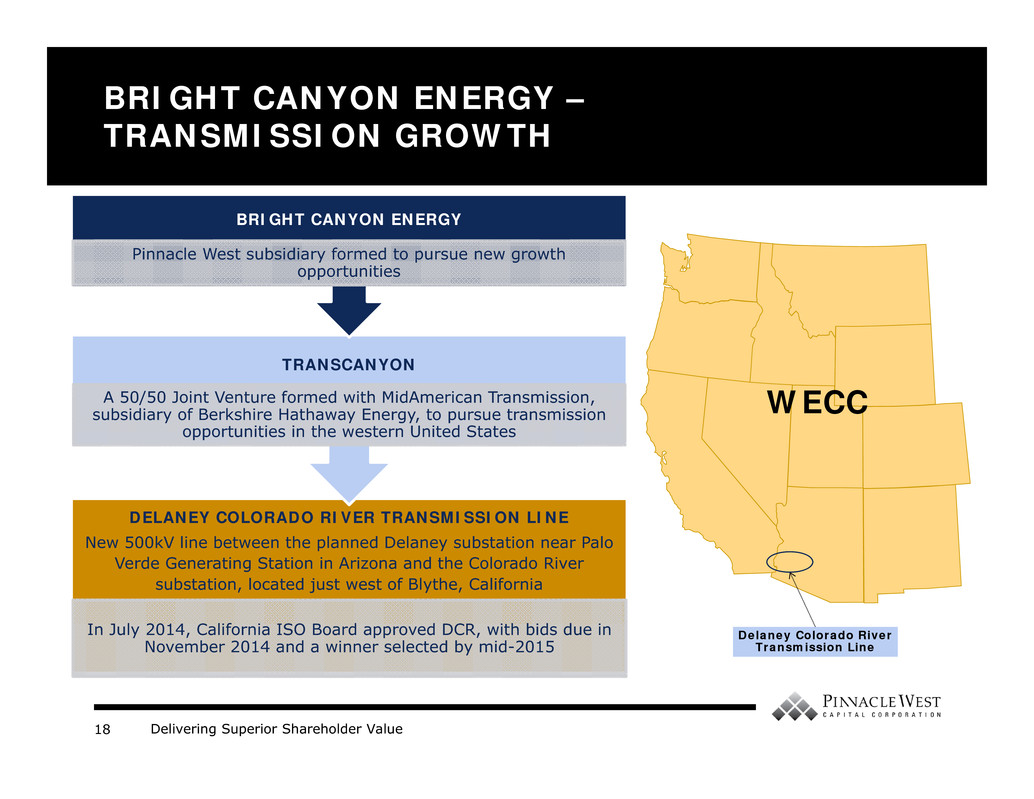 BRIGHT CANYON ENERGY –
TRANSMISSION GROWTH
BRIGHT CANYON ENERGY
Pinnacle West subsidiary formed to pursue new growth
opportunities
TRANSCANYON
A 50/50 Joint Venture formed with MidAmerican Transmission,
subsidiary of Berkshire Hathaway Energy, to pursue transmission
opportunities in the western United States
DELANEY COLORADO RIVER TRANSMISSION LINE
New 500kV line between the planned Delaney substation near Palo
Verde Generating Station in Arizona and the Colorado River
substation, located just west of Blythe, California
In July 2014, California ISO Board approved DCR, with bids due in
November 2014 and a winner selected by mid-2015
WECC
Delaney Colorado River
Transmission Line
PINNACLE WEST
CAPITAL CORPORATION
18 Delivering Superior Shareholder Value